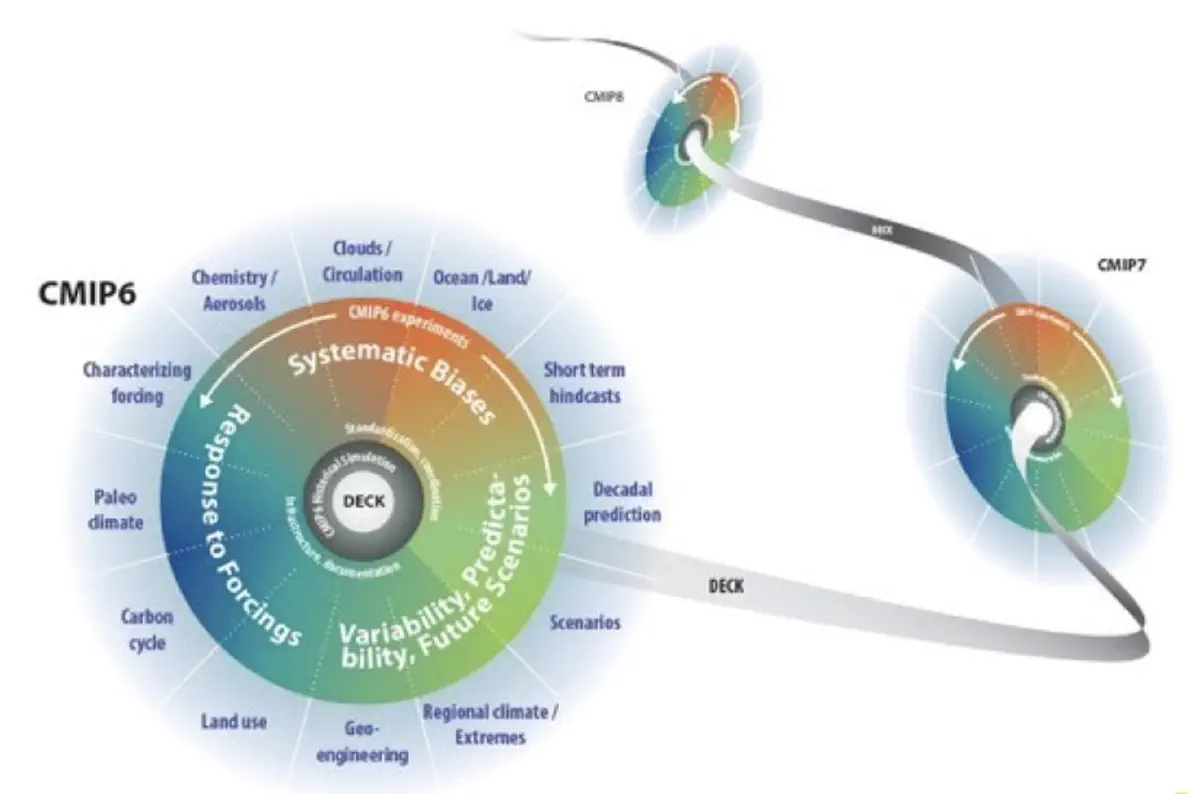 CMIP8
DECK
CMIP7
CMIP6
Clouds /
Circulation
Chemistry /
Aerosols
Ocean /Land/
Ice
CMIP6 experiments
Systematic Biases
Characterizing
forcing
Short term
hindcasts
Response to Forcings
Standardization, coordination,
infrastructure, documentation
CMIP6 Historical Simulation
DECK
Paleo
climate
Decadal
prediction
Variability, Predicta-
bility, Future Scenarios
DECK
Carbon
cycle
Scenarios
Land use
Geo-
engineering
Regional climate /
Extremes